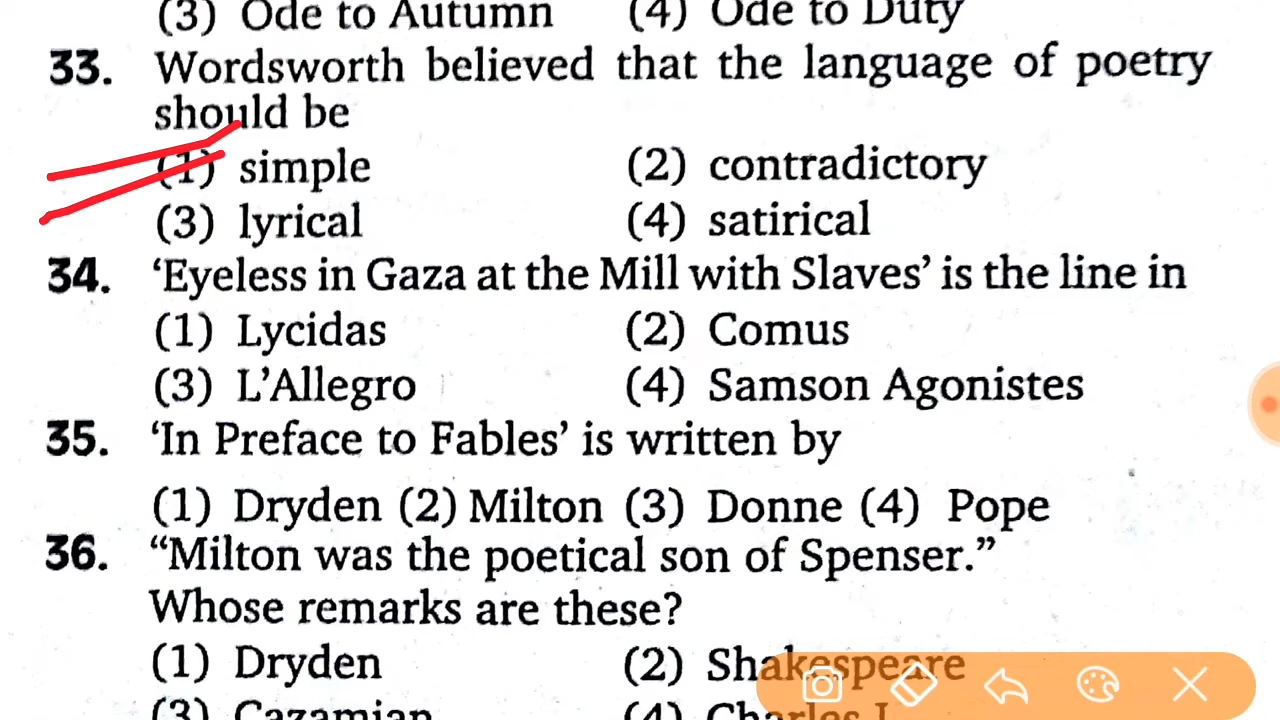 (3) Ode to Autumn (4) Ode to Duty
33. Wordsworth believed that the language of poetry
should be
(1) simple (2) contradictory
(3) lyrical (4) satirical
34. ‘Eyeless in Gaza at the Mill with Slaves’ is the line in
(1) Lycidas (2) Comus
(3) L’Allegro (4) Samson Agonistes
35. ‘In Preface to Fables’ is written by
(1) Dryden (2) Milton (3) Donne (4) Pope
36. “Milton was the poetical son of Spenser.”
Whose remarks are these?
(1) Dryden (2) Shakespeare
(3) Cazamian (4) Charles I